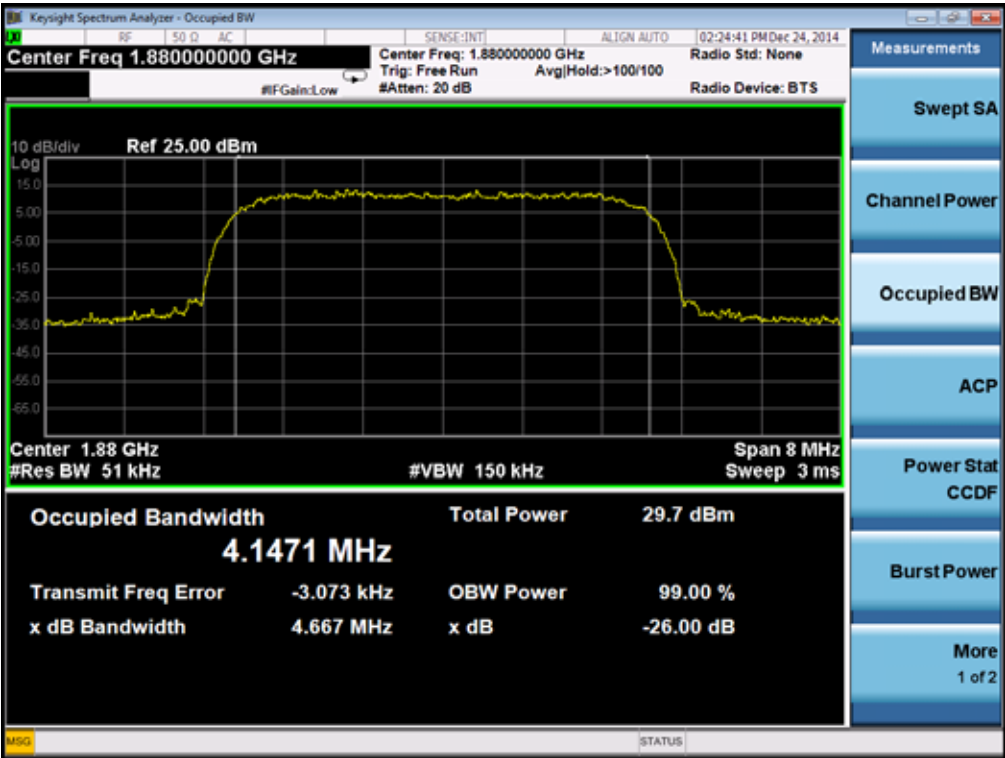 Keysight Spectrum Analyzer - Occupied BW
RF 50 Ω AC SENSE:INT ALIGN AUTO 02:24:41 PM Dec 24, 2014
Center Freq 1.880000000 GHz
Center Freq: 1.880000000 GHz Radio Std: None
Trig: Free Run Avg|Hold:>100/100
#IFGain:Low #Atten: 20 dB Radio Device: BTS
10 dB/div Ref 25.00 dBm
Log
15.0
5.00
-5.00
-15.0
-25.0
-35.0
-45.0
-55.0
-65.0
Center 1.88 GHz Span 8 MHz
#Res BW 51 kHz #VBW 150 kHz Sweep 3 ms
Occupied Bandwidth Total Power 29.7 dBm
4.1471 MHz
Transmit Freq Error -3.073 kHz OBW Power 99.00 %
x dB Bandwidth 4.667 MHz x dB -26.00 dB
MSG STATUS
Measurements
Swept SA
Channel Power
Occupied BW
ACP
Power Stat
CCDF
Burst Power
More
1 of 2